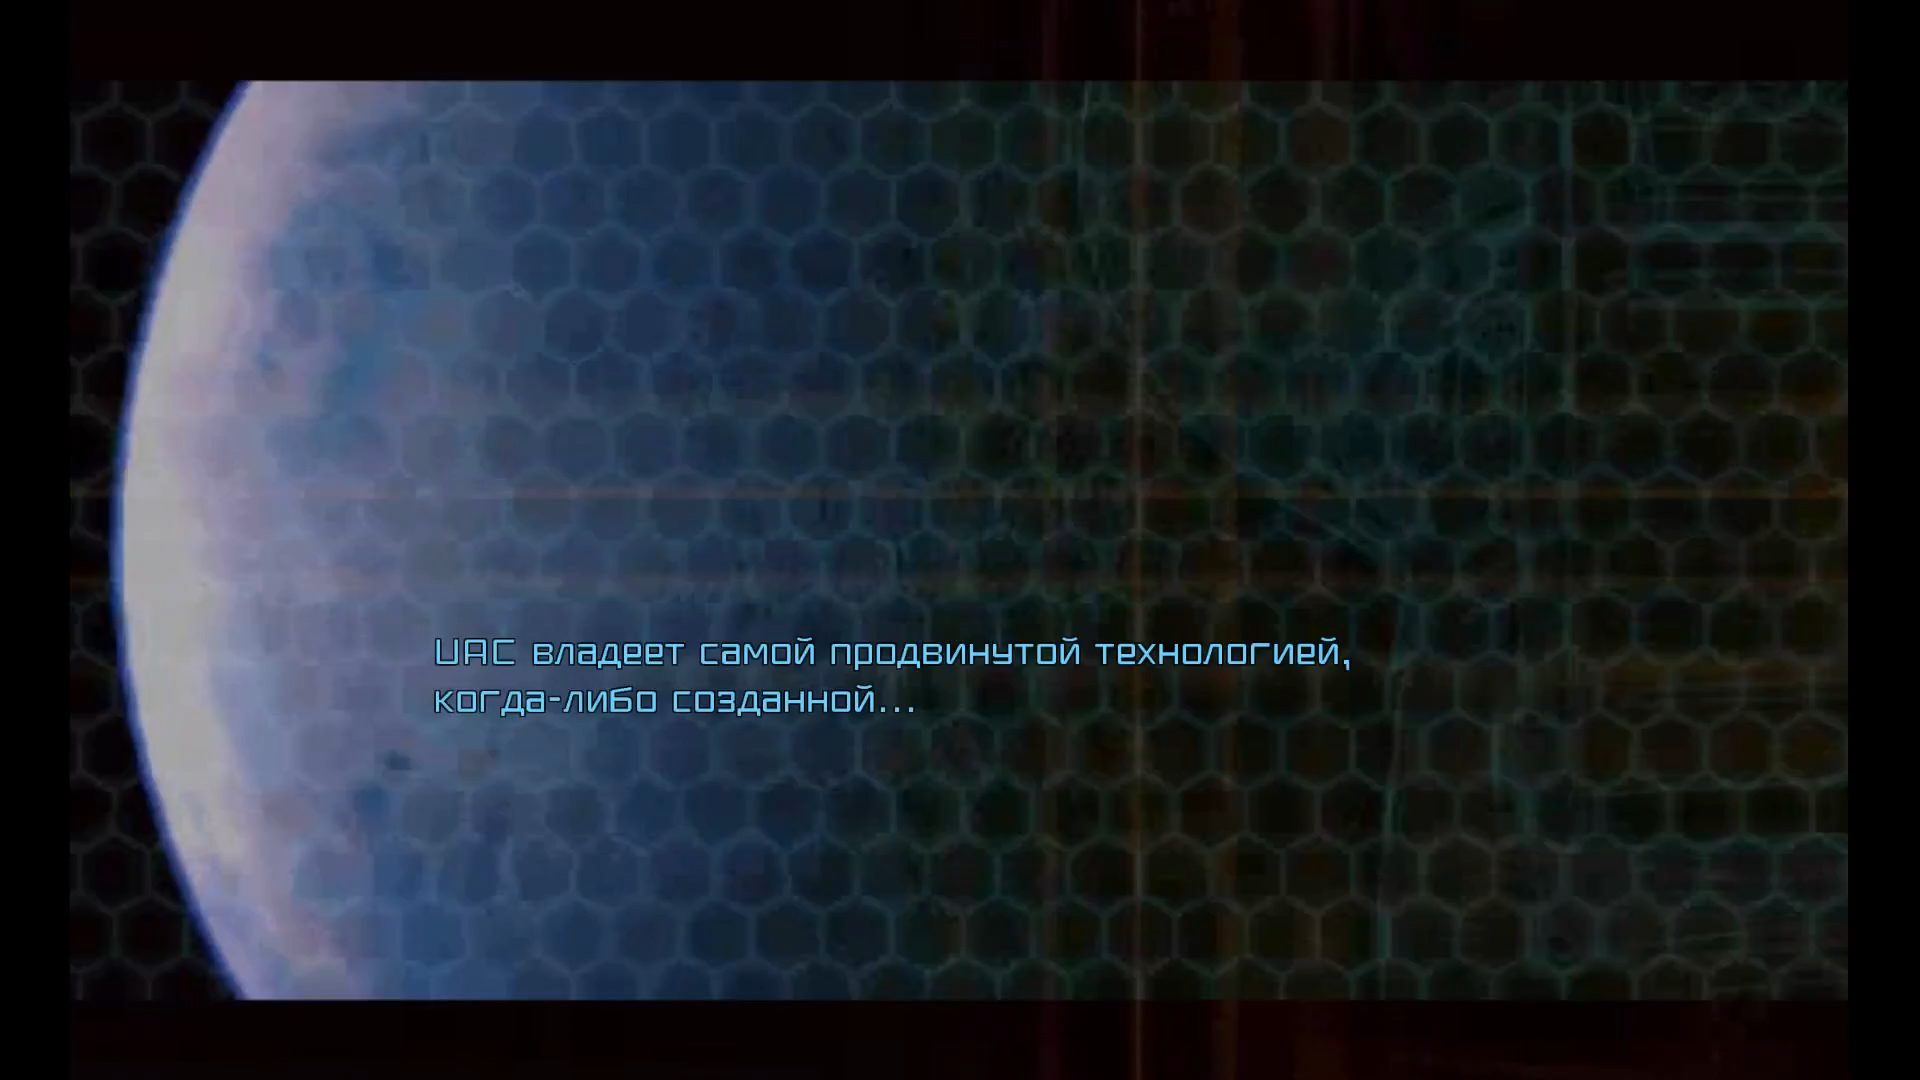 UAC владеет самой продвинутой технологией,
когда-либо созданной...